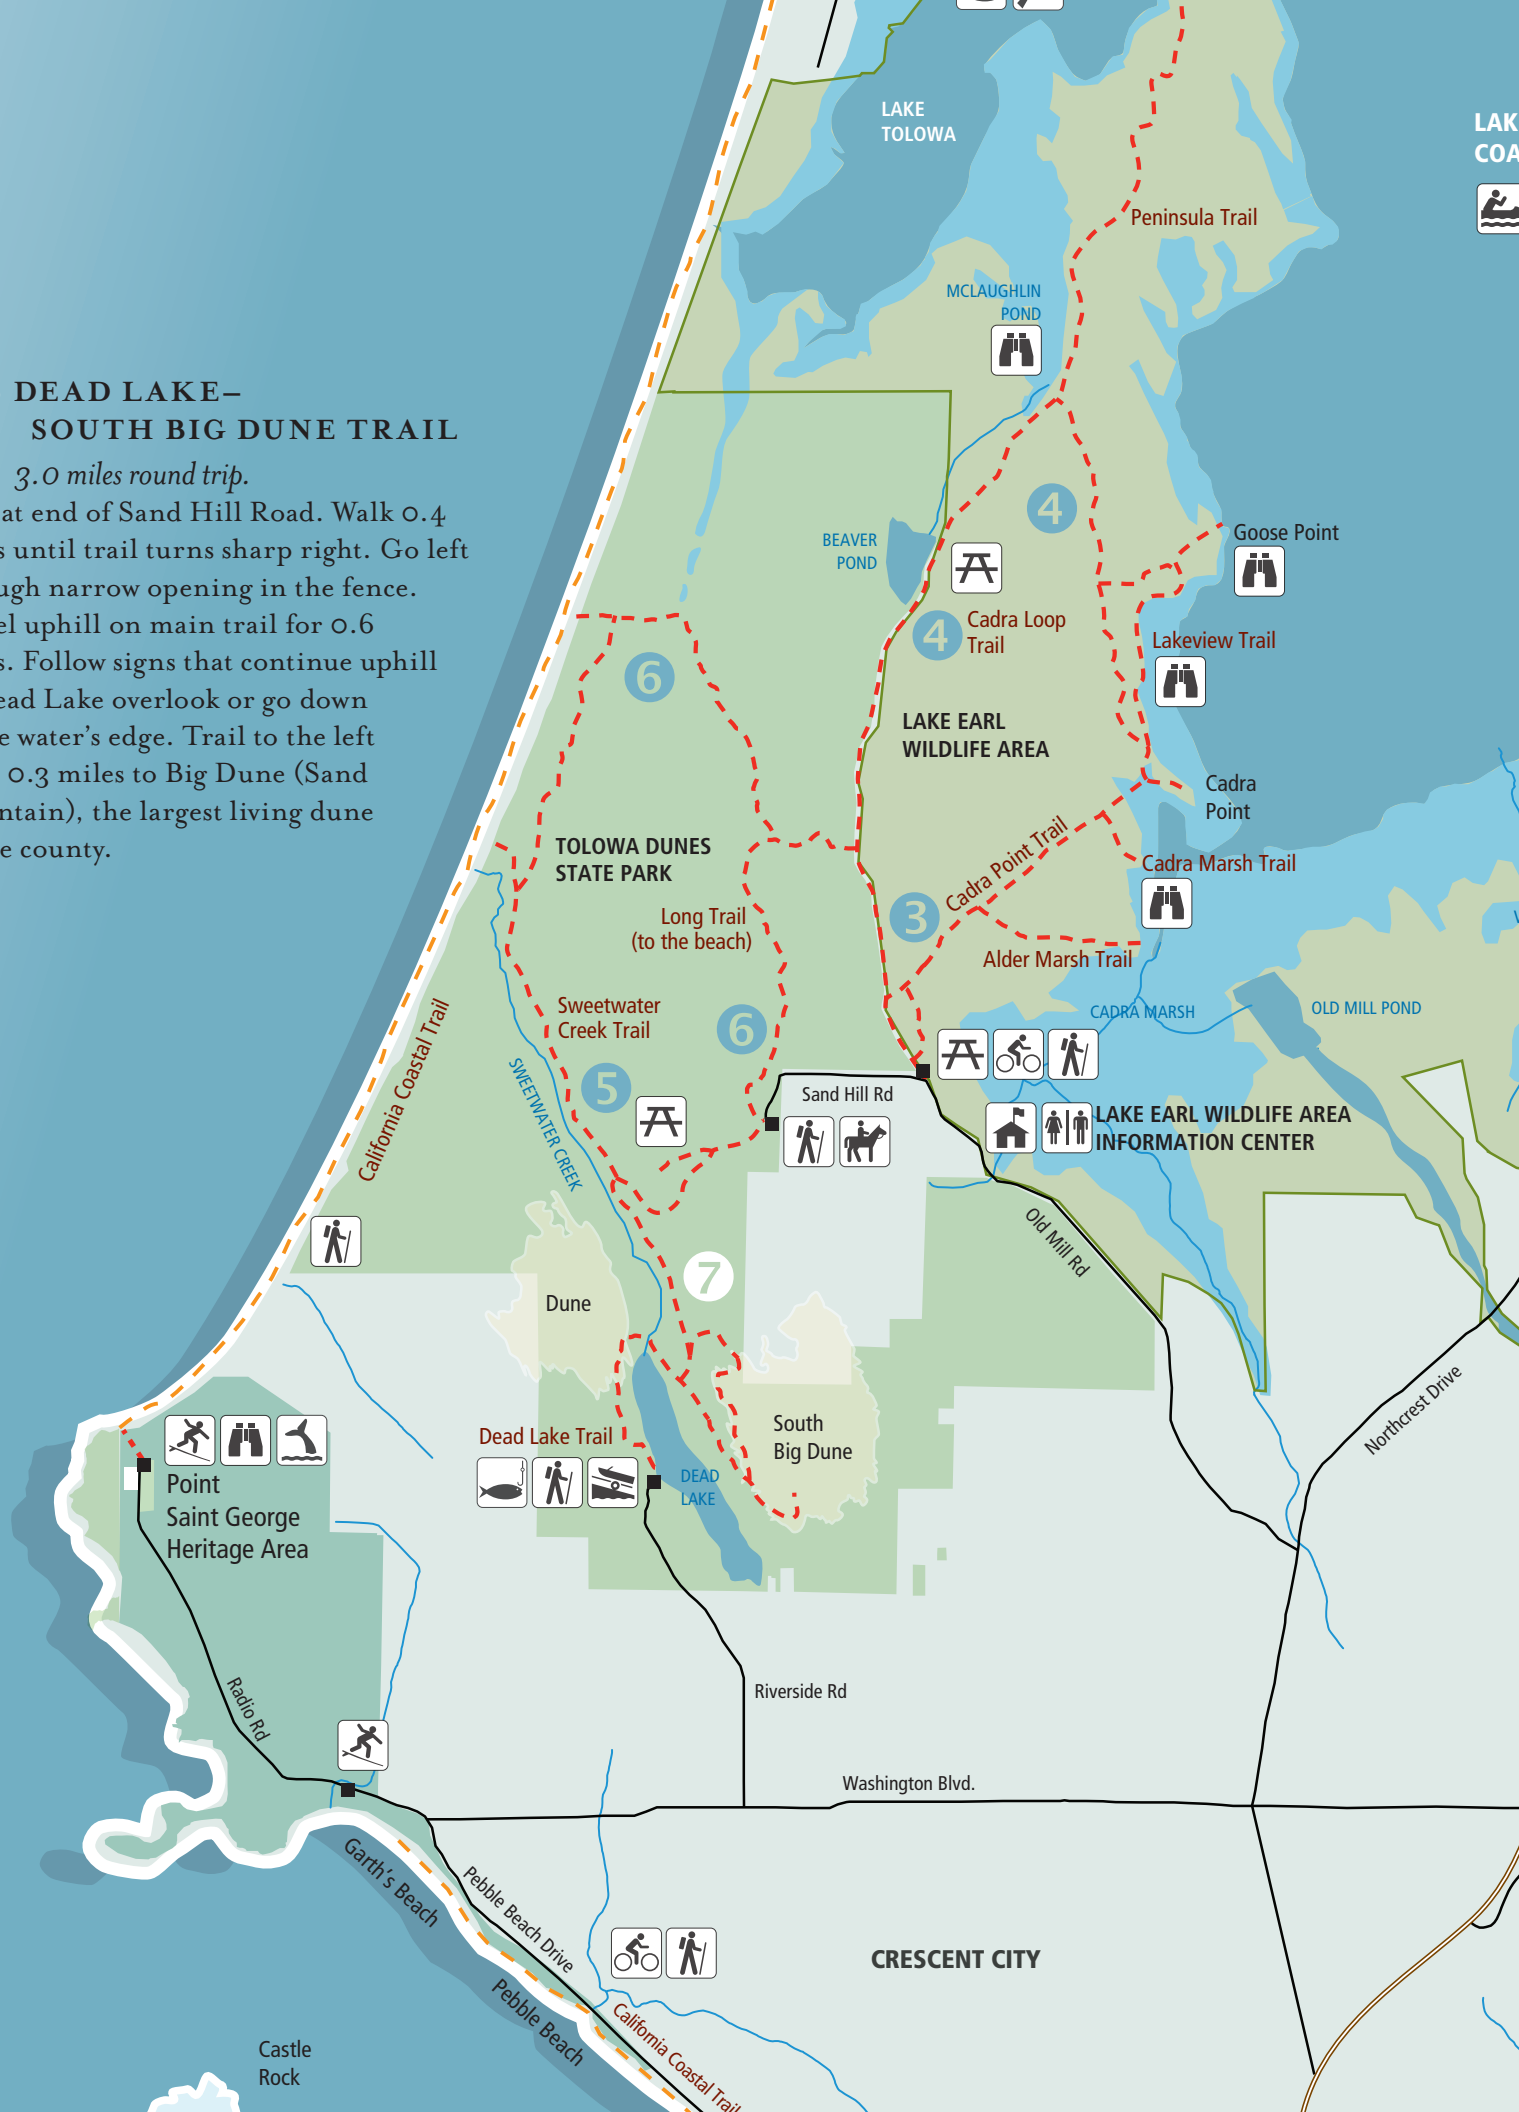 LAKE
TOLOWA
LAK
COA
Peninsula Trail
MCLAUGHLIN
POND
DEAD LAKE–
SOUTH BIG DUNE TRAIL
3.0 miles round trip.
at end of Sand Hill Road. Walk 0.4
s until trail turns sharp right. Go left
ugh narrow opening in the fence.
el uphill on main trail for 0.6
s. Follow signs that continue uphill
ead Lake overlook or go down
e water's edge. Trail to the left
0.3 miles to Big Dune (Sand
ntain), the largest living dune
e county.
4
Goose Point
BEAVER
POND
4
Cadra Loop
Trail
Lakeview Trail
6
LAKE EARL
WILDLIFE AREA
Cadra
Point
TOLOWA DUNES
STATE PARK
Cadra Point Trail
Cadra Marsh Trail
3
Long Trail
(to the beach)
Alder Marsh Trail
Sweetwater
Creek Trail
6
CADRA MARSH
OLD MILL POND
California Coastal Trail
SWEETWATER CREEK
5
Sand Hill Rd
LAKE EARL WILDLIFE AREA
INFORMATION CENTER
Old Mill Rd
7
Dune
South
Big Dune
Northcrest Drive
Dead Lake Trail
DEAD
LAKE
Point
Saint George
Heritage Area
Radio Rd
Riverside Rd
Washington Blvd.
Garth's Beach
Pebble Beach Drive
Pebble Beach
CRESCENT CITY
California Coastal Trail
Castle
Rock